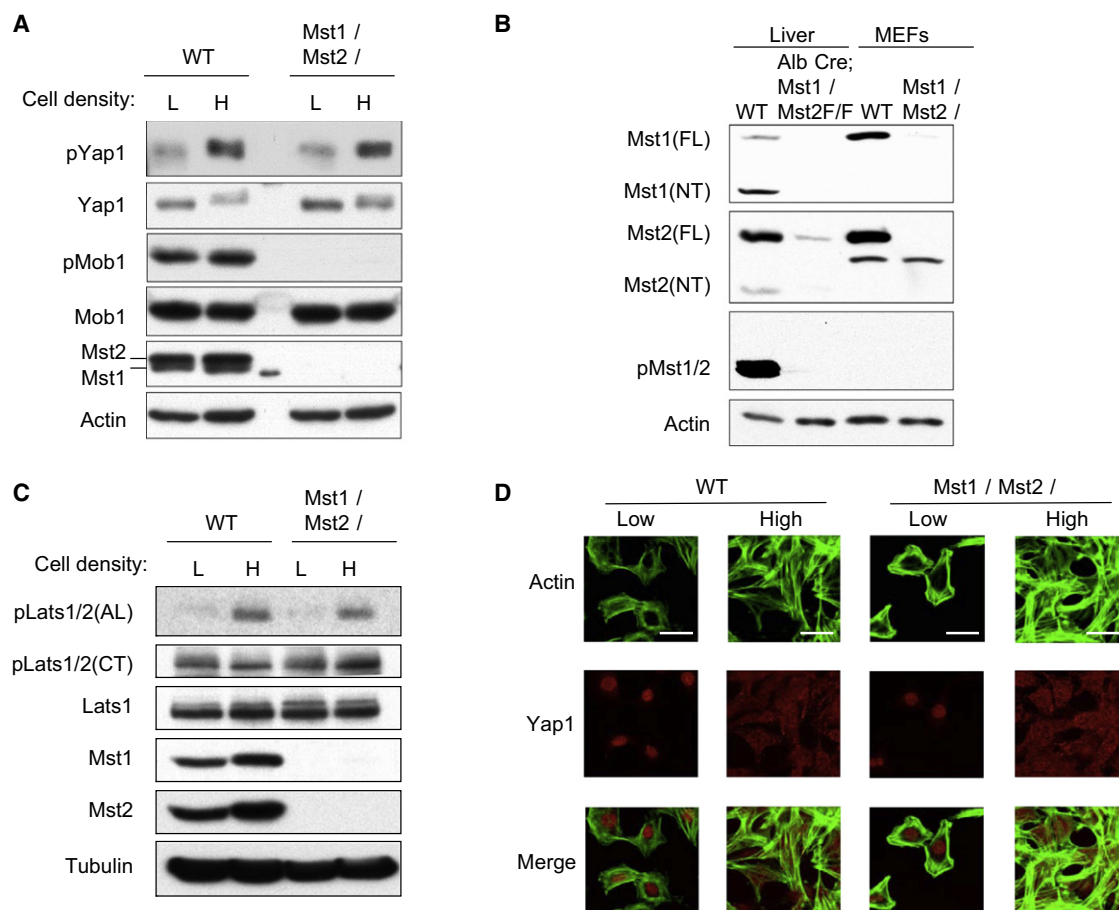 A
Mst1 /
Mst2 /
WT
Cell density:
L H L H
pYap1
Yap1
pMob1
Mob1
Mst2
Mst1
Actin
B
Liver MEFs
Alb Cre;
Mst1 / Mst1 /
WT Mst2F/F WT Mst2 /
Mst1(FL)
Mst1(NT)
Mst2(FL)
Mst2(NT)
pMst1/2
Actin
C
Mst1 /
WT Mst2 /
Cell density:
L H L H
pLats1/2(AL)
pLats1/2(CT)
Lats1
Mst1
Mst2
Tubulin
D
WT Mst1 / Mst2 /
Low High Low High
Actin
Yap1
Merge